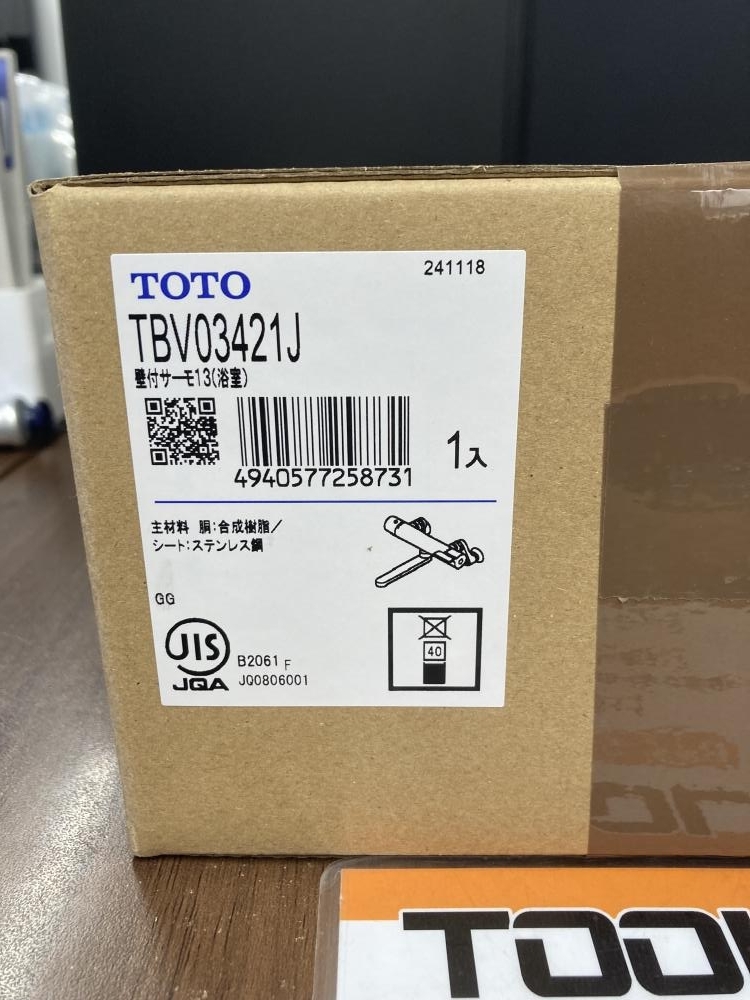 TOTO
241118
TBV03421J
壁付サーモ13(浴室)
4940577258731
1入
主材料 胴:合成樹脂/
シート:ステンレス鋼
GG
JIS
JQA
B2061 F
JQ0806001
40